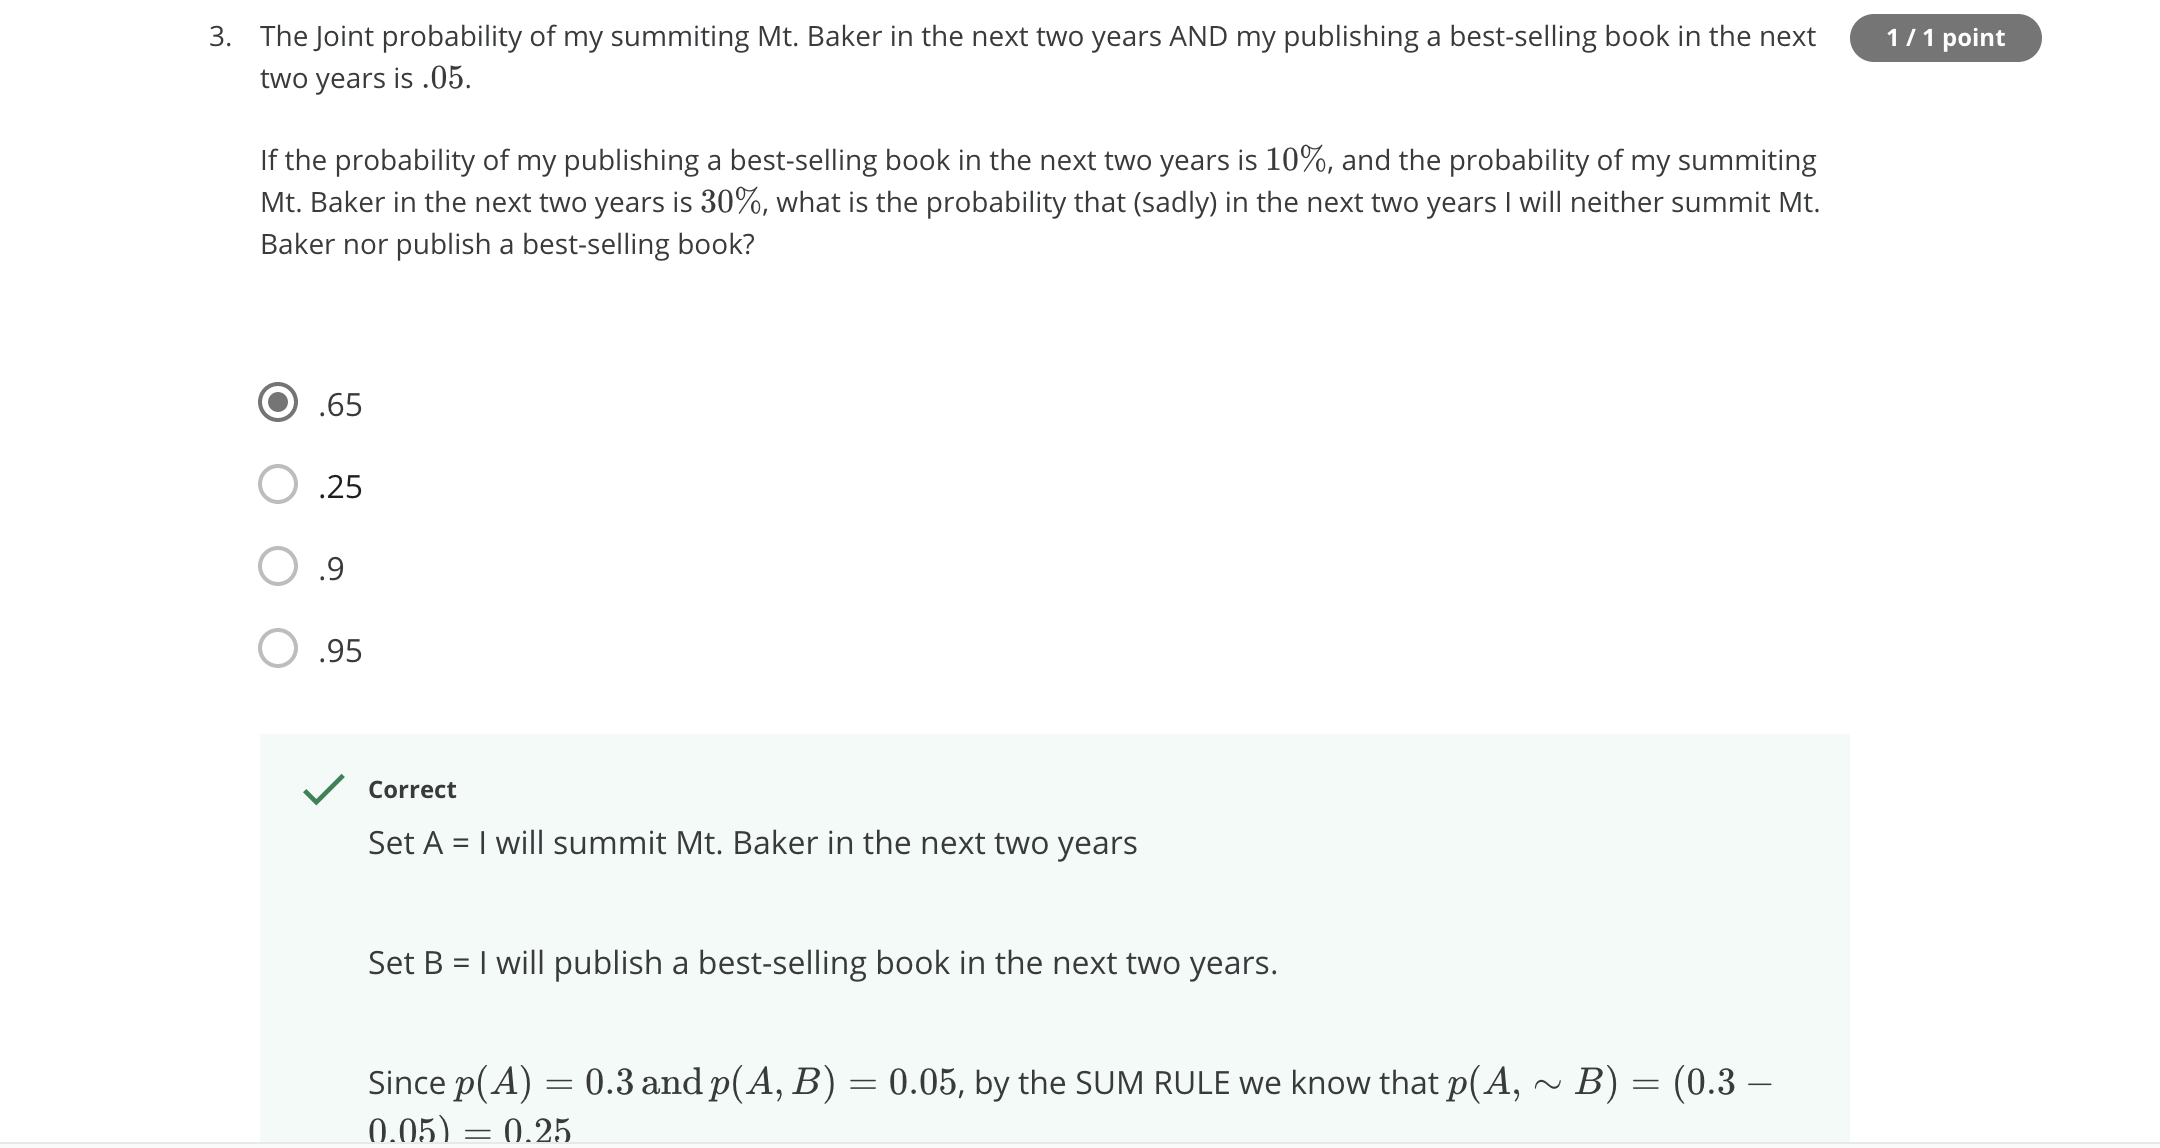 3. The Joint probability of my summiting Mt. Baker in the next two years AND my publishing a best-selling book in the next
1 / 1 point
two years is .05.
If the probability of my publishing a best-selling book in the next two years is 10%, and the probability of my summiting
Mt. Baker in the next two years is 30%, what is the probability that (sadly) in the next two years I will neither summit Mt.
Baker nor publish a best-selling book?
.65
.25
.9
.95
Correct
Set A = I will summit Mt. Baker in the next two years
Set B = I will publish a best-selling book in the next two years.
Since p(A) = 0.3 and p(A, B) = 0.05, by the SUM RULE we know that p(A, ∼ B) = (0.3 −
0.05) = 0.25